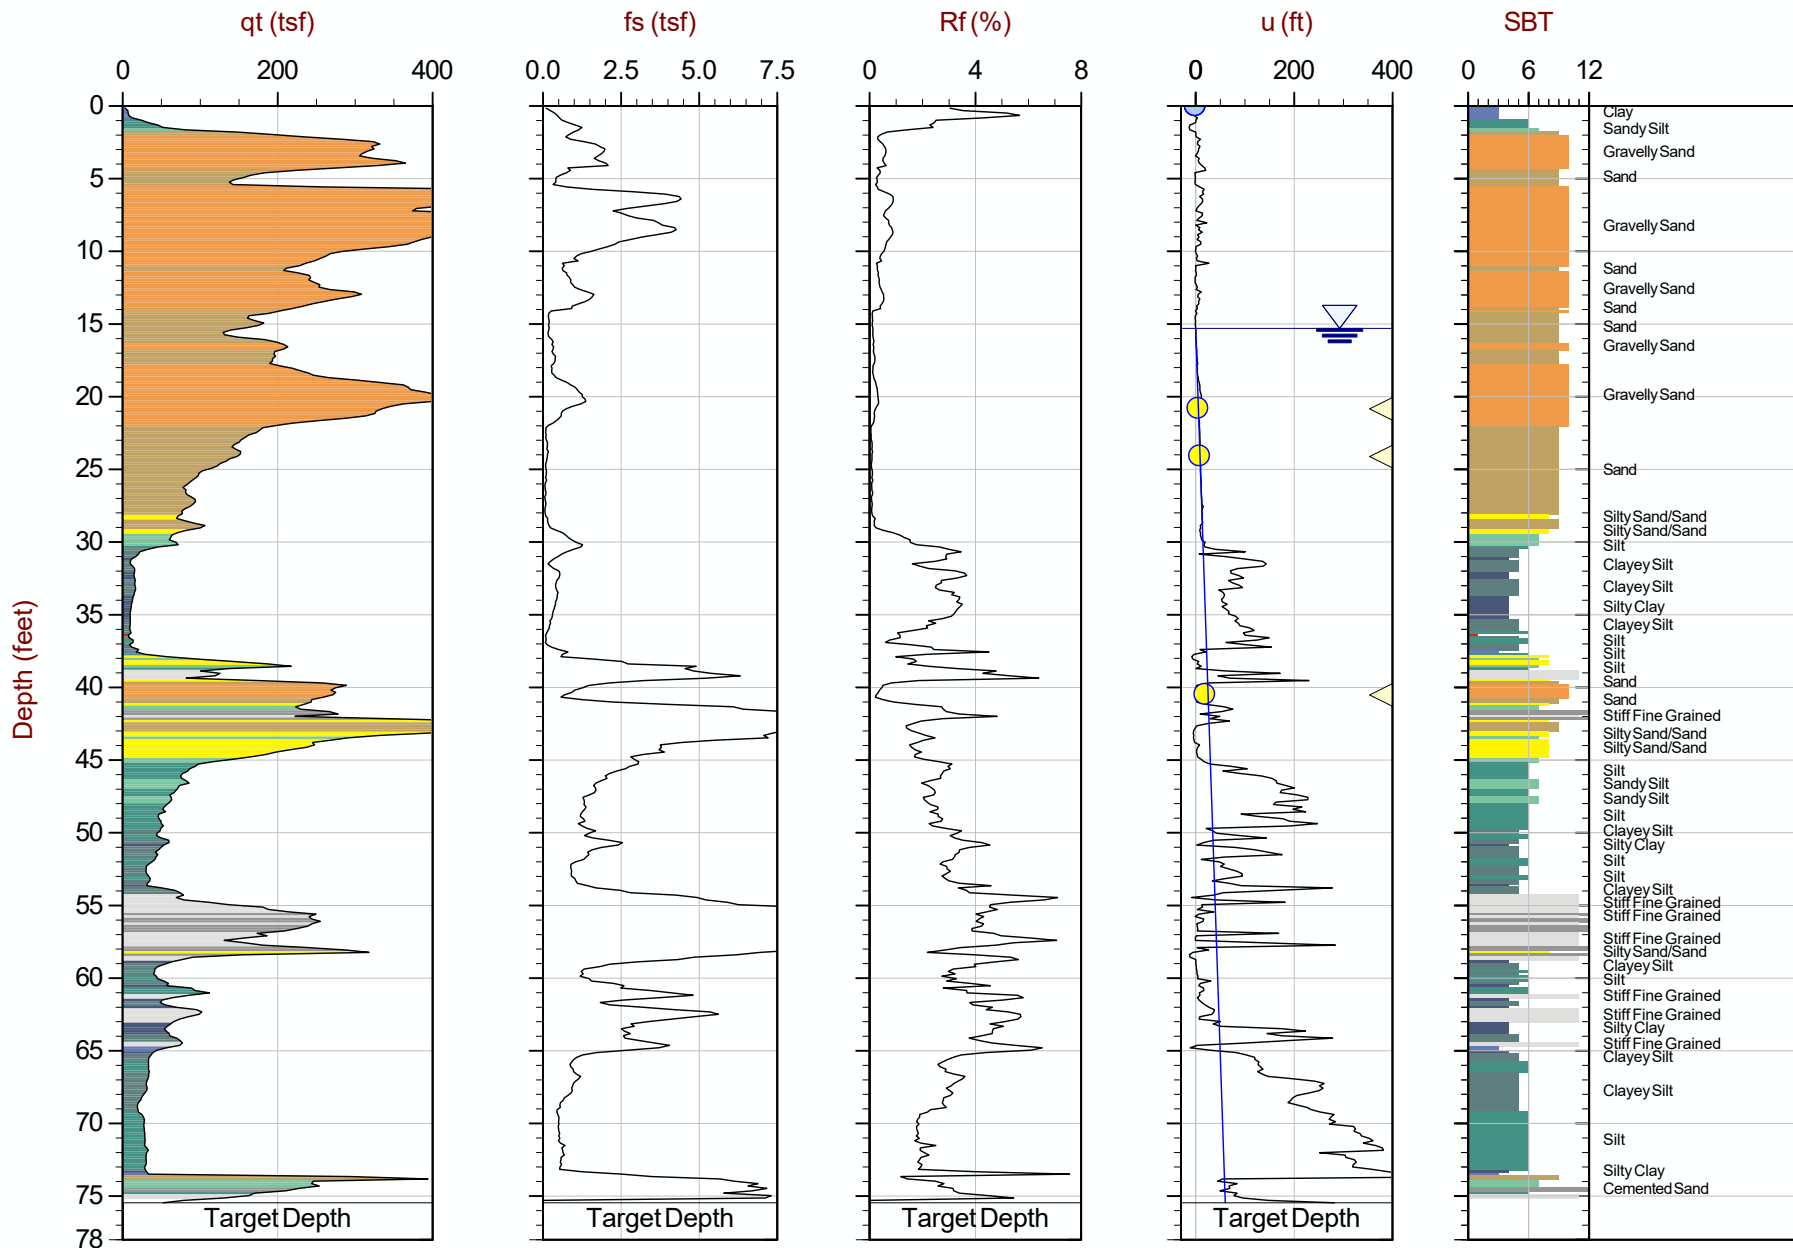 qt (tsf) fs (tsf) Rf (%) u (ft) SBT
0 200 400 0.0 2.5 5.0 7.5 0 4 8 0 200 400 0 6 12
0
5
10
15
20
25
30
35
40
45
50
55
60
65
70
75
78
Depth (feet)
Clay
Sandy Silt
Gravelly Sand
Sand
Gravelly Sand
Sand
Gravelly Sand
Sand
Sand
Gravelly Sand
Gravelly Sand
Sand
Silty Sand/Sand
Silty Sand/Sand
Silt
Clayey Silt
Clayey Silt
Silty Clay
Clayey Silt
Silt
Silt
Silt
Sand
Sand
Stiff Fine Grained
Silty Sand/Sand
Silty Sand/Sand
Silt
Sandy Silt
Sandy Silt
Silt
Clayey Silt
Silty Clay
Silt
Silt
Clayey Silt
Stiff Fine Grained
Stiff Fine Grained
Stiff Fine Grained
Silty Sand/Sand
Clayey Silt
Silt
Stiff Fine Grained
Stiff Fine Grained
Silty Clay
Stiff Fine Grained
Clayey Silt
Clayey Silt
Silt
Silty Clay
Cemented Sand
Target Depth Target Depth Target Depth Target Depth